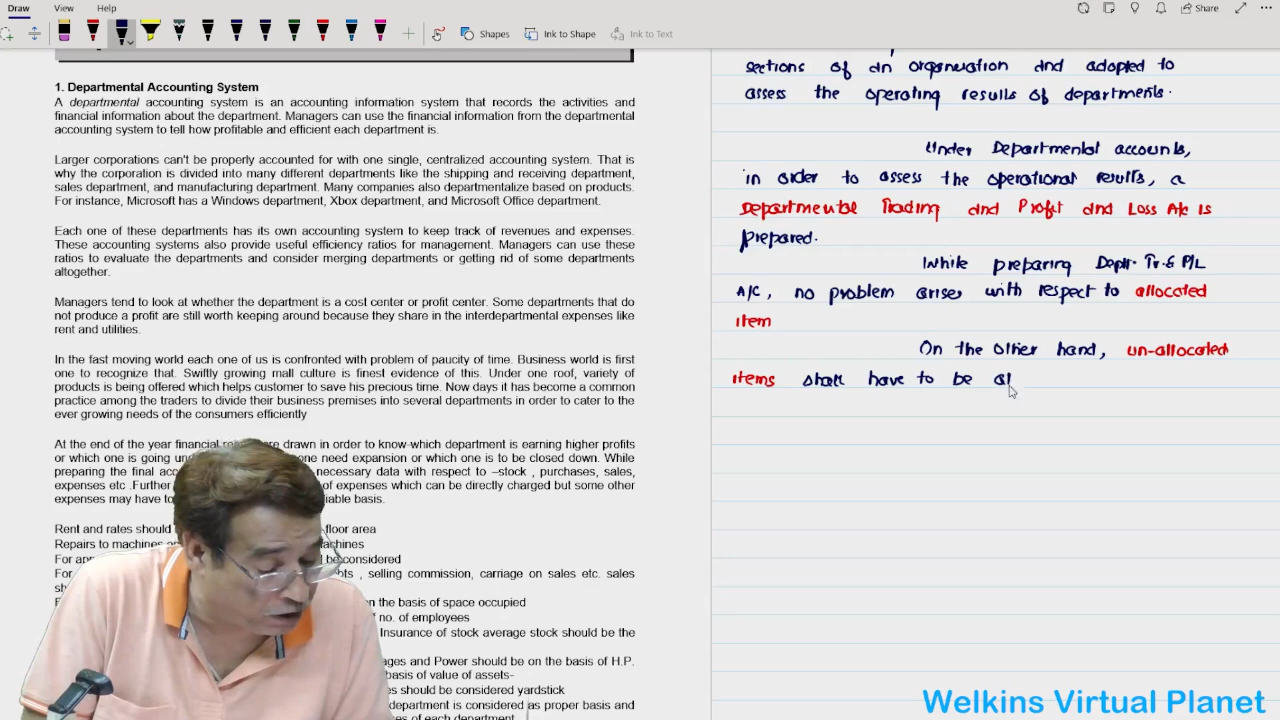 Draw View Help
Shapes Ink to Shape Ink to Text Share
1. Departmental Accounting System
A departmental accounting system is an accounting information system that records the activities and
financial information about the department. Managers can use the financial information from the departmental
accounting system to tell how profitable and efficient each department is.
Larger corporations can't be properly accounted for with one single, centralized accounting system. That is
why the corporation is divided into many different departments like the shipping and receiving department,
sales department, and manufacturing department. Many companies also departmentalize based on products.
For instance, Microsoft has a Windows department, Xbox department, and Microsoft Office department.
Each one of these departments has its own accounting system to keep track of revenues and expenses.
These accounting systems also provide useful efficiency ratios for management. Managers can use these
ratios to evaluate the departments and consider merging departments or getting rid of some departments
altogether.
Managers tend to look at whether the department is a cost center or profit center. Some departments that do
not produce a profit are still worth keeping around because they share in the interdepartmental expenses like
rent and utilities.
In the fast moving world each one of us is confronted with problem of paucity of time. Business world is first
one to recognize that. Swiftly growing mall culture is finest evidence of this. Under one roof, variety of
products is being offered which helps customer to save his precious time. Now days it has become a common
practice among the traders to divide their business premises into several departments in order to cater to the
ever growing needs of the consumers efficiently
At the end of the year financial are drawn in order to know-which department is earning higher profits
or which one is going one need expansion or which one is to be closed down. While
preparing the final necessary data with respect to –stock , purchases, sales,
expenses etc .Further of expenses which can be directly charged but some other
expenses may have to basis.
Rent and rates should floor area
Repairs to machines
For be considered
For , selling commission, carriage on sales etc. sales
on the basis of space occupied
of no. of employees
Insurance of stock average stock should be the
and Power should be on the basis of H.P.
basis of value of assets-
should be considered yardstick
department is considered as proper basis and
of each department
sections of an organisation and adopted to
assess the operating results of departments.
Under Departmental accounts,
in order to assess the operational results, a
Departmental Trading and Profit and Loss A/c is
prepared.
While preparing Deptt. Tr. & P/L
A/C, no problem arises with respect to allocated
item
On the other hand, un-allocated
items shall have to be al
Welkins Virtual Planet